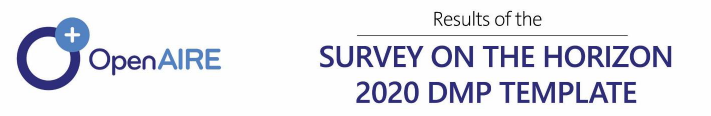 OpenAIRE
Results of the
SURVEY ON THE HORIZON
2020 DMP TEMPLATE